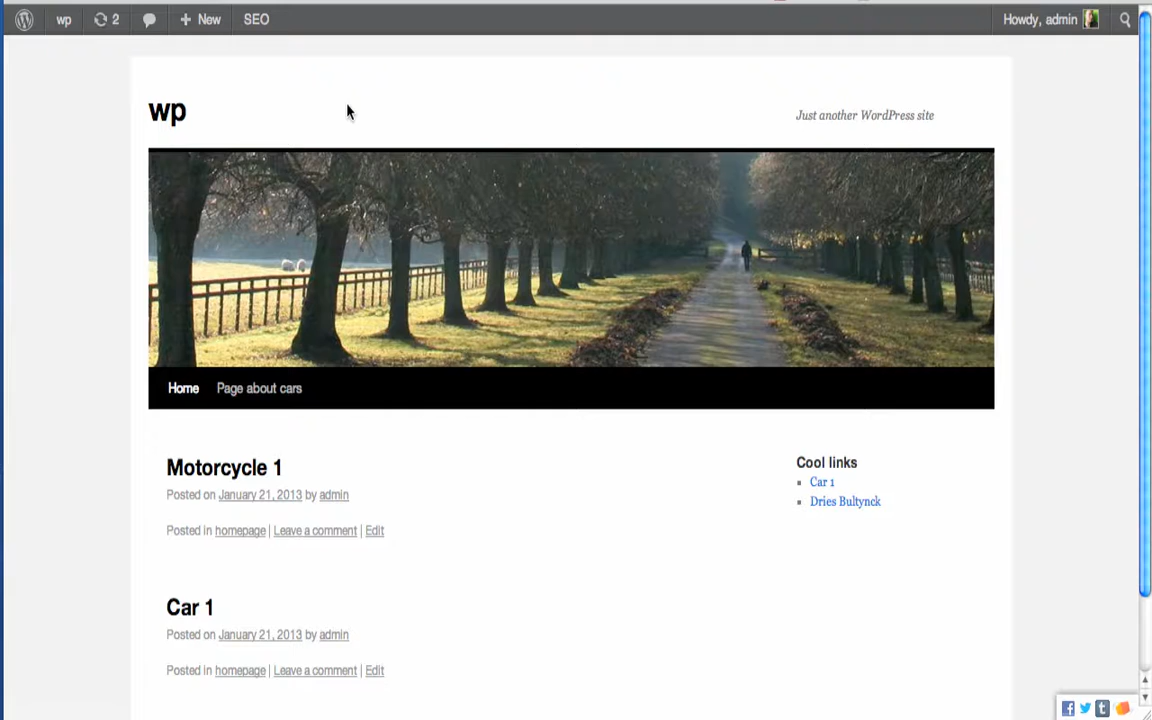 wp 2 New SEO Howdy, admin
wp
Just another WordPress site
Home Page about cars
Motorcycle 1
Posted on January 21, 2013 by admin
Posted in homepage | Leave a comment | Edit
Cool links
Car 1
Dries Bultynck
Car 1
Posted on January 21, 2013 by admin
Posted in homepage | Leave a comment | Edit